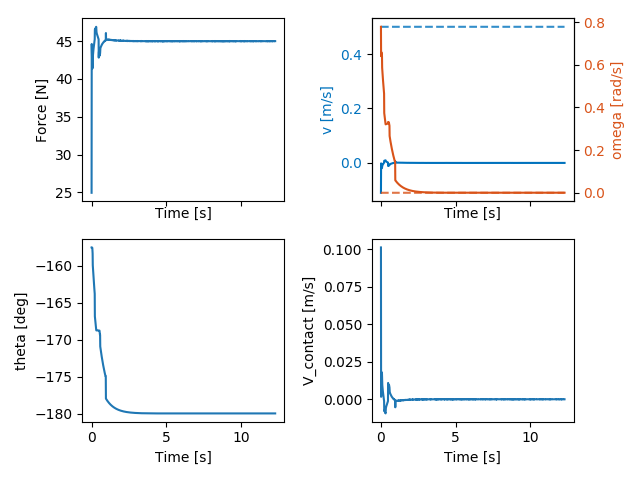 Force [N]
45
40
35
30
25
Time [s]
v [m/s]
0.4
0.2
0.0
0.8
0.6
0.4
0.2
0.0
omega [rad/s]
Time [s]
theta [deg]
−160
−165
−170
−175
−180
0 5 10
Time [s]
V_contact [m/s]
0.100
0.075
0.050
0.025
0.000
0 5 10
Time [s]